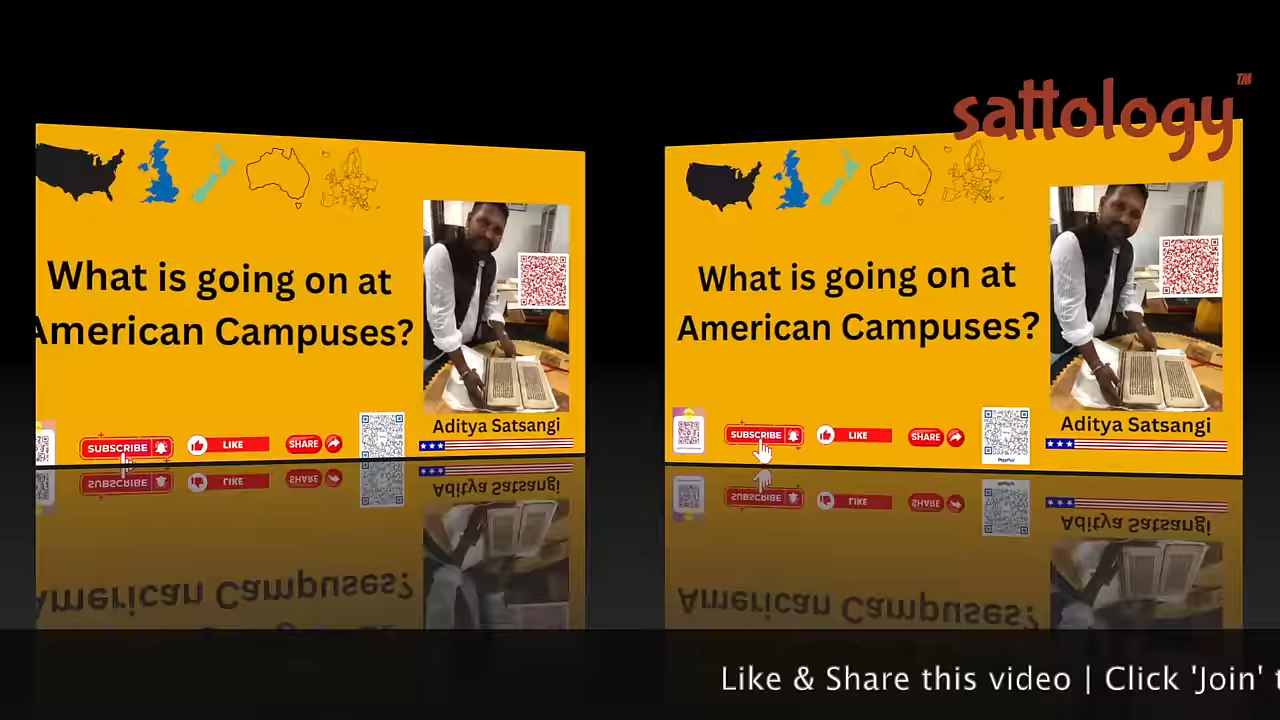 sattology™
What is going on at
American Campuses?
Aditya Satsangi
SUBSCRIBE
LIKE
SHARE
What is going on at
American Campuses?
Aditya Satsangi
SUBSCRIBE
LIKE
SHARE
PayPal
Like & Share this video | Click 'Join'